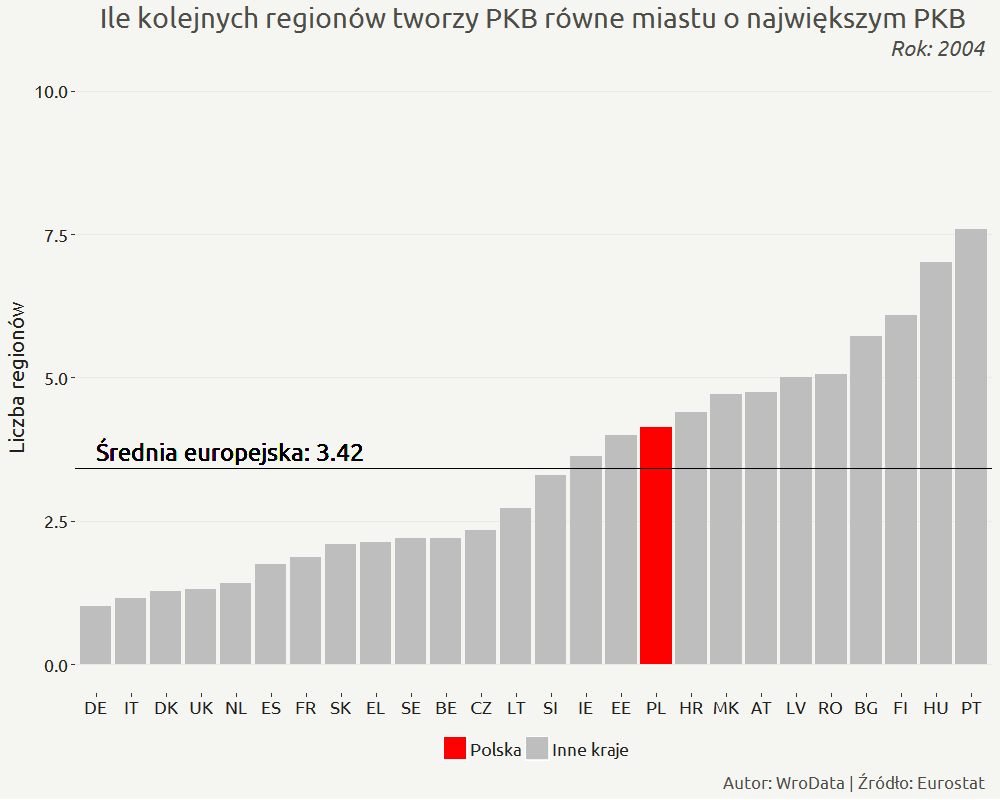 Ile kolejnych regionów tworzy PKB równe miastu o największym PKB
Rok: 2004
10.0
7.5
5.0
2.5
0.0
Liczba regionów
Średnia europejska: 3.42
DE IT DK UK NL ES FR SK EL SE BE CZ LT SI IE EE PL HR MK AT LV RO BG FI HU PT
Polska Inne kraje
Autor: WroData | Źródło: Eurostat